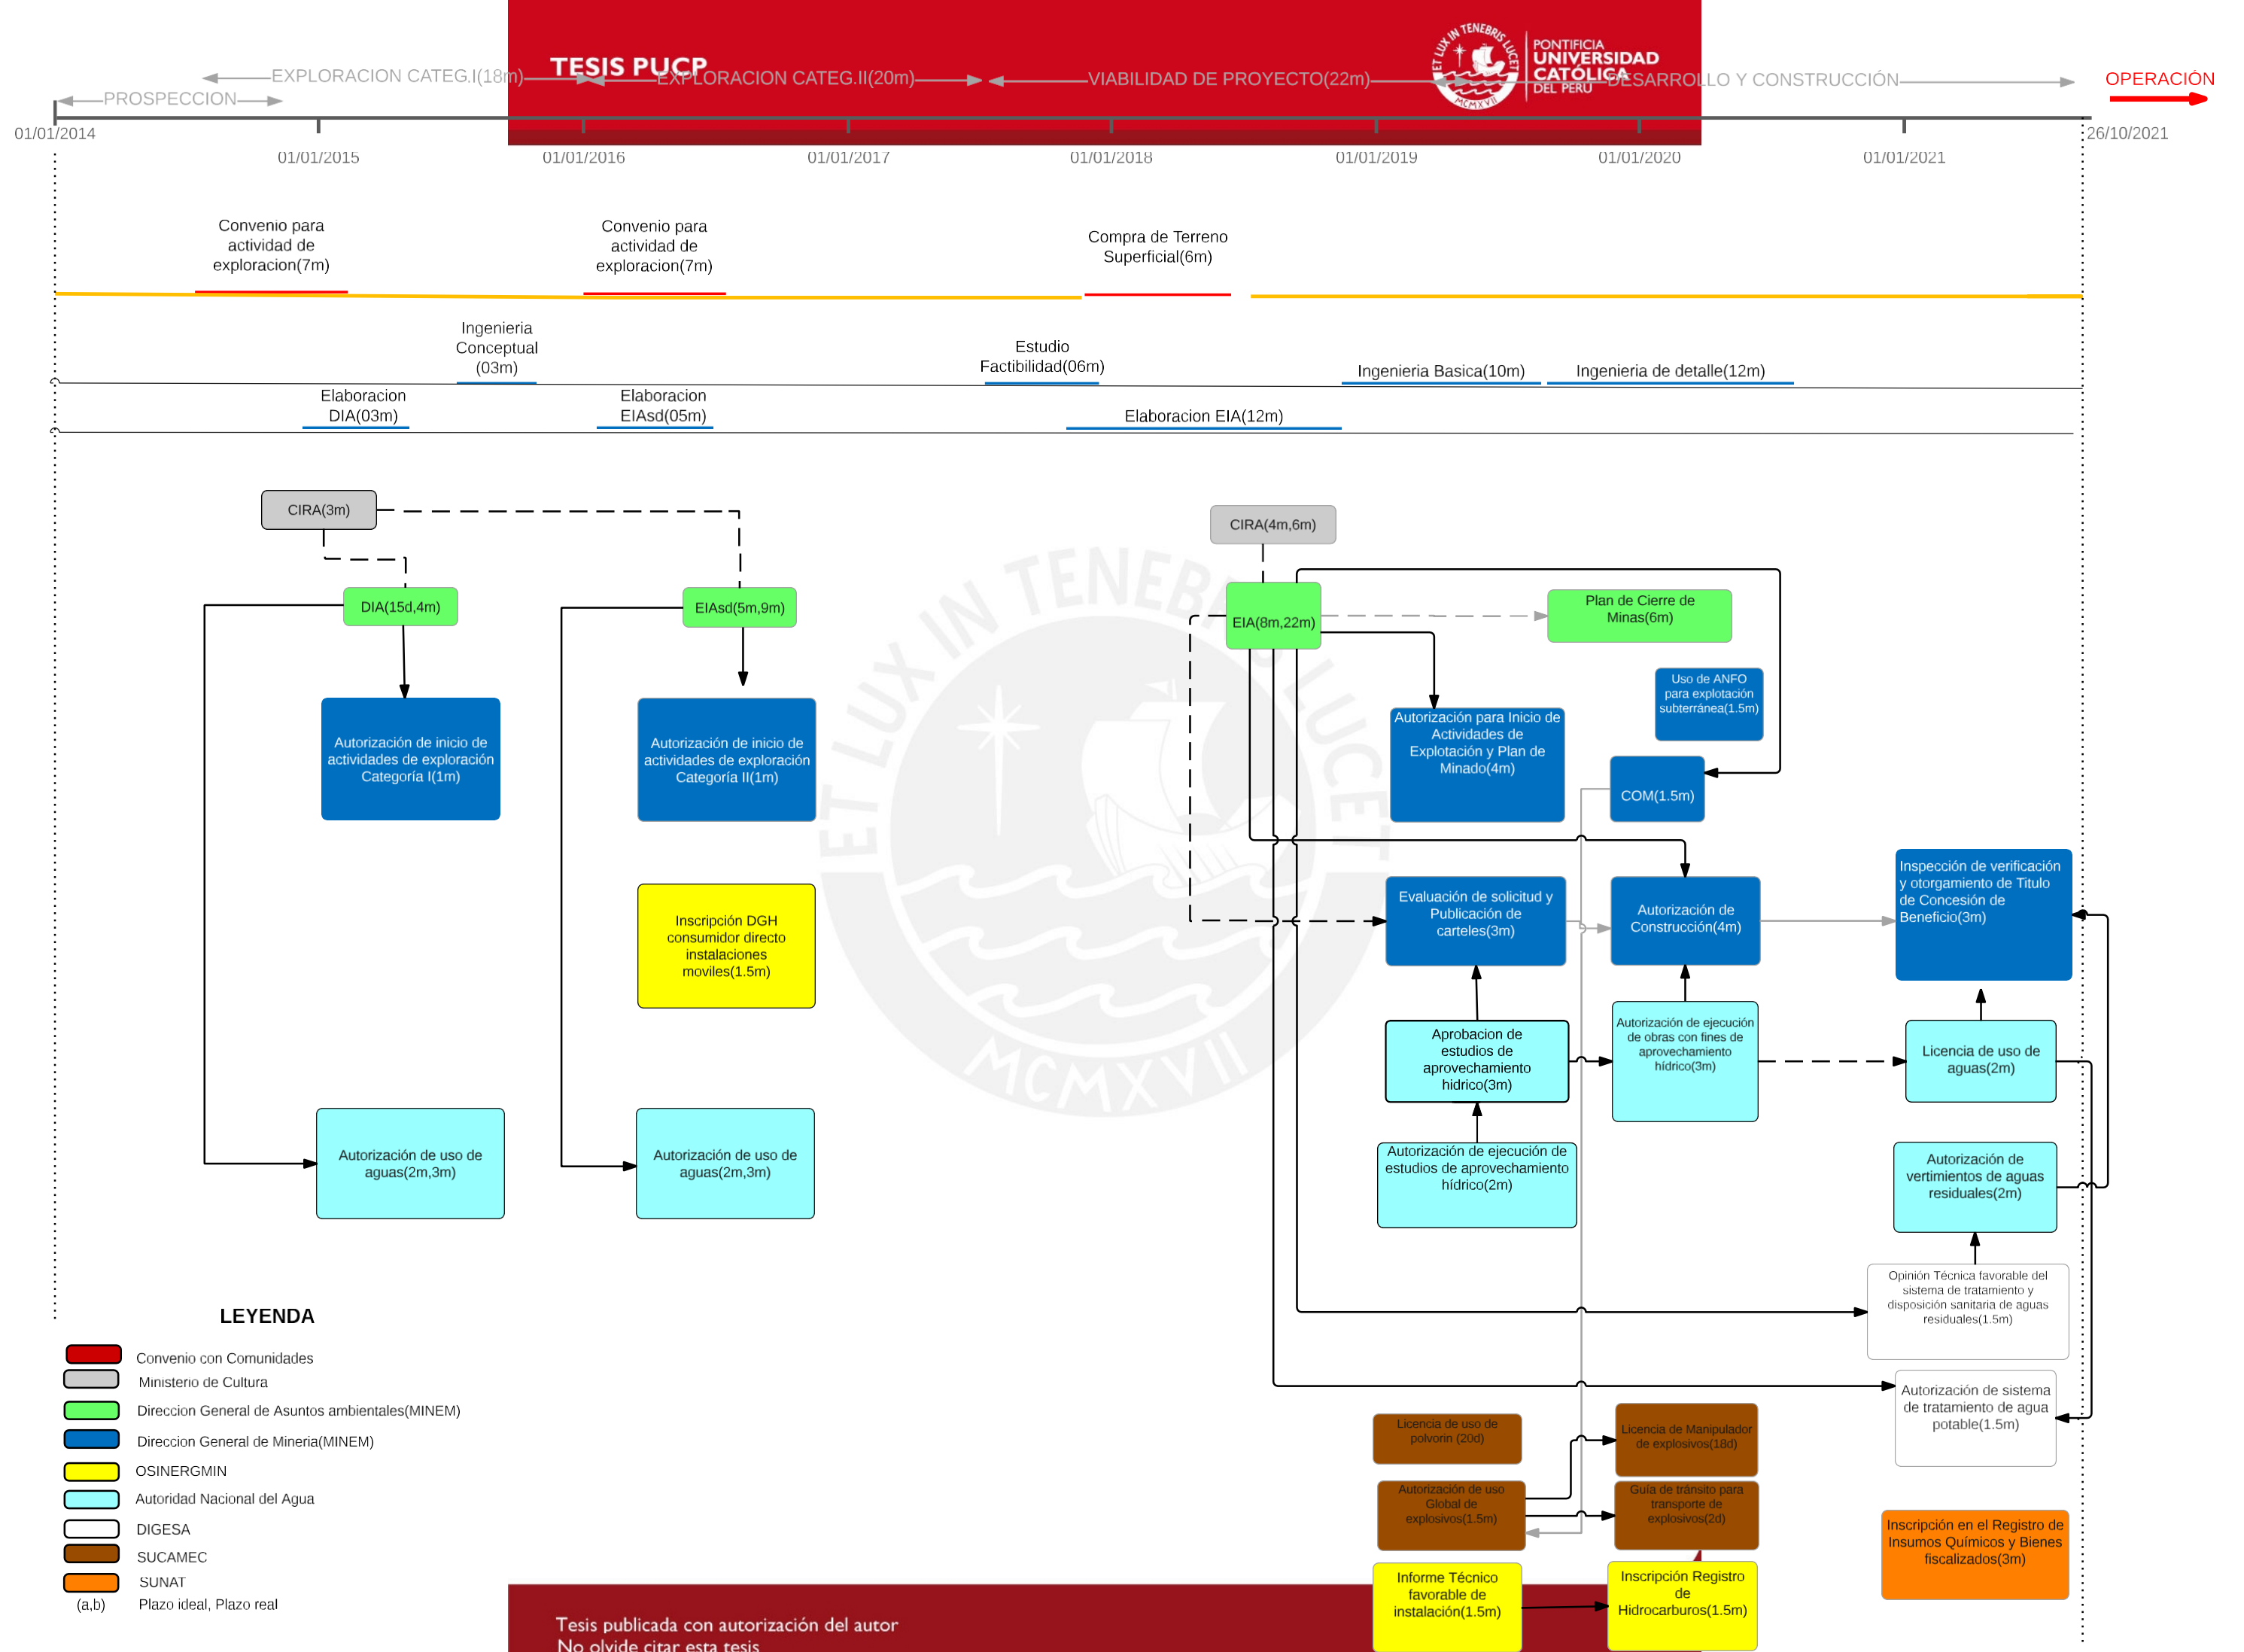 TESIS PUCP
ET LUX IN TENEBRIS LUCET
MCMXVII
PONTIFICIA
UNIVERSIDAD
CATÓLICA
DEL PERÚ
EXPLORACION CATEG.I(18m)
EXPLORACION CATEG.II(20m)
VIABILIDAD DE PROYECTO(22m)
DESARROLLO Y CONSTRUCCIÓN
OPERACIÓN
PROSPECCION
01/01/2014
01/01/2015
01/01/2016
01/01/2017
01/01/2018
01/01/2019
01/01/2020
01/01/2021
26/10/2021
Convenio para
actividad de
exploracion(7m)
Convenio para
actividad de
exploracion(7m)
Compra de Terreno
Superficial(6m)
Ingenieria
Conceptual
(03m)
Estudio
Factibilidad(06m)
Ingenieria Basica(10m)
Ingenieria de detalle(12m)
Elaboracion
DIA(03m)
Elaboracion
EIAsd(05m)
Elaboracion EIA(12m)
CIRA(3m)
CIRA(4m,6m)
DIA(15d,4m)
EIAsd(5m,9m)
EIA(8m,22m)
Plan de Cierre de
Minas(6m)
Uso de ANFO
para explotación
subterránea(1.5m)
Autorización de inicio de
actividades de exploración
Categoría I(1m)
Autorización de inicio de
actividades de exploración
Categoría II(1m)
Autorización para Inicio de
Actividades de
Explotación y Plan de
Minado(4m)
COM(1.5m)
Inscripción DGH
consumidor directo
instalaciones
moviles(1.5m)
Evaluación de solicitud y
Publicación de
carteles(3m)
Autorización de
Construcción(4m)
Inspección de verificación
y otorgamiento de Titulo
de Concesión de
Beneficio(3m)
Aprobacion de
estudios de
aprovechamiento
hidrico(3m)
Autorización de ejecución
de obras con fines de
aprovechamiento
hídrico(3m)
Licencia de uso de
aguas(2m)
Autorización de uso de
aguas(2m,3m)
Autorización de uso de
aguas(2m,3m)
Autorización de ejecución de
estudios de aprovechamiento
hídrico(2m)
Autorización de
vertimientos de aguas
residuales(2m)
Opinión Técnica favorable del
sistema de tratamiento y
disposición sanitaria de aguas
residuales(1.5m)
Autorización de sistema
de tratamiento de agua
potable(1.5m)
Licencia de uso de
polvorin (20d)
Licencia de Manipulador
de explosivos(18d)
Autorización de uso
Global de
explosivos(1.5m)
Guía de tránsito para
transporte de
explosivos(2d)
Inscripción en el Registro de
Insumos Químicos y Bienes
fiscalizados(3m)
Informe Técnico
favorable de
instalación(1.5m)
Inscripción Registro
de
Hidrocarburos(1.5m)
LEYENDA
Convenio con Comunidades
Ministerio de Cultura
Direccion General de Asuntos ambientales(MINEM)
Direccion General de Mineria(MINEM)
OSINERGMIN
Autoridad Nacional del Agua
DIGESA
SUCAMEC
SUNAT
(a,b) Plazo ideal, Plazo real
ET LUX IN TENEBRIS LUCET
MCMXVII
Tesis publicada con autorización del autor
No olvide citar esta tesis